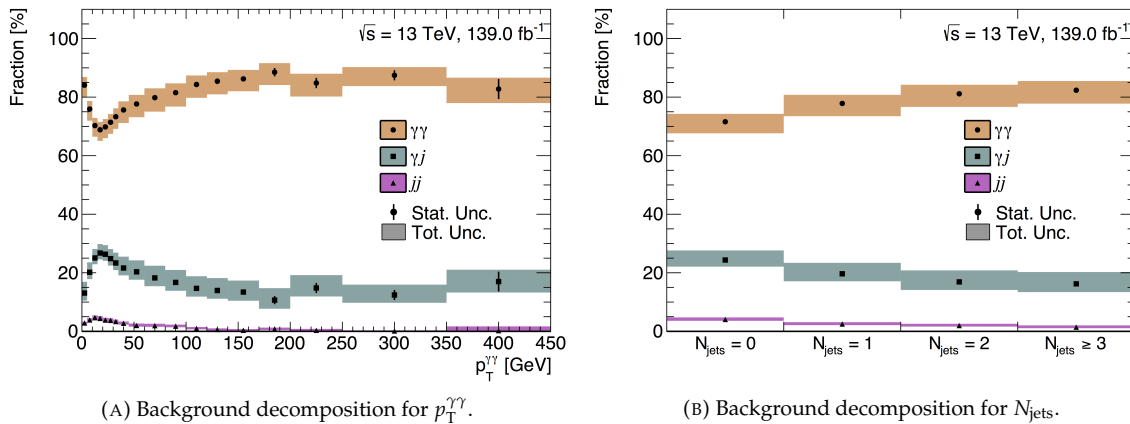 Fraction [%]
100
80
60
40
20
0
√s = 13 TeV, 139.0 fb⁻¹
γγ
γj
jj
Stat. Unc.
Tot. Unc.
0 50 100 150 200 250 300 350 400 450
p_T^γγ [GeV]
(A) Background decomposition for p_T^γγ.
Fraction [%]
100
80
60
40
20
0
√s = 13 TeV, 139.0 fb⁻¹
γγ
γj
jj
Stat. Unc.
Tot. Unc.
N_jets = 0 N_jets = 1 N_jets = 2 N_jets ≥ 3
(B) Background decomposition for N_jets.